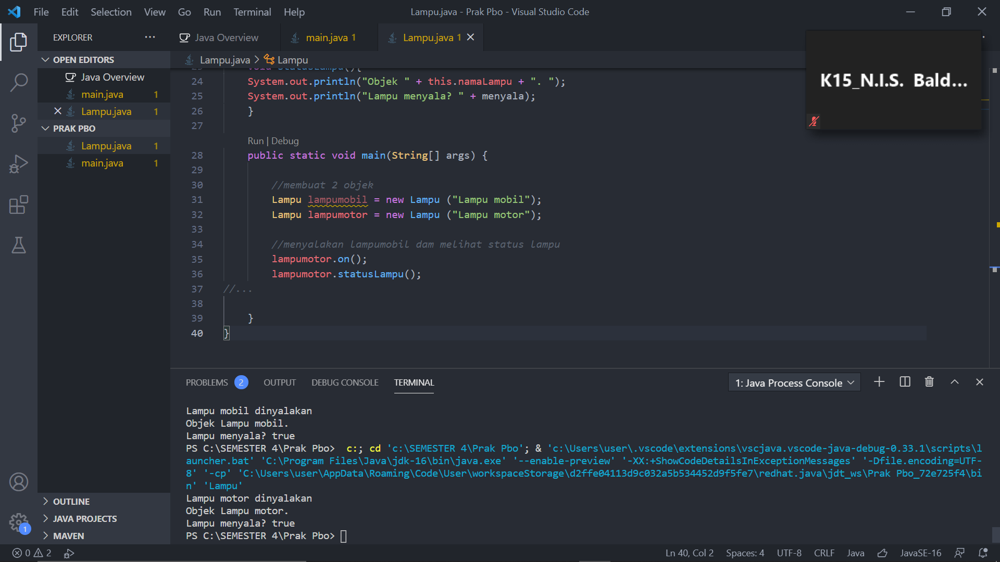 File Edit Selection View Go Run Terminal Help
Lampu.java - Prak Pbo - Visual Studio Code
EXPLORER
OPEN EDITORS
Java Overview
main.java 1
Lampu.java 1
PRAK PBO
Lampu.java 1
main.java 1
OUTLINE
JAVA PROJECTS
MAVEN
1
Java Overview main.java 1 Lampu.java 1
Lampu.java > Lampu
24 System.out.println("Objek " + this.namaLampu + ". ");
25 System.out.println("Lampu menyala? " + menyala);
26 }
27
Run | Debug
28 public static void main(String[] args) {
29
30 //membuat 2 objek
31 Lampu lampumobil = new Lampu ("Lampu mobil");
32 Lampu lampumotor = new Lampu ("Lampu motor");
33
34 //menyalakan lampumobil dam melihat status lampu
35 lampumotor.on();
36 lampumotor.statusLampu();
37 //...
38
39 }
40 }
K15_N.I.S. Bald...
PROBLEMS 2 OUTPUT DEBUG CONSOLE TERMINAL
1: Java Process Console
Lampu mobil dinyalakan
Objek Lampu mobil.
Lampu menyala? true
PS C:\SEMESTER 4\Prak Pbo> c:; cd 'c:\SEMESTER 4\Prak Pbo'; & 'c:\Users\user\.vscode\extensions\vscjava.vscode-java-debug-0.33.1\scripts\l
auncher.bat' 'C:\Program Files\Java\jdk-16\bin\java.exe' '--enable-preview' '-XX:+ShowCodeDetailsInExceptionMessages' '-Dfile.encoding=UTF-
8' '-cp' 'C:\Users\user\AppData\Roaming\Code\User\workspaceStorage\d2ffe04113d9c032a5b534452d9f5fe7\redhat.java\jdt_ws\Prak Pbo_72e725f4\bi
n' 'Lampu'
Lampu motor dinyalakan
Objek Lampu motor.
Lampu menyala? true
PS C:\SEMESTER 4\Prak Pbo>
0 2
Ln 40, Col 2 Spaces: 4 UTF-8 CRLF Java JavaSE-16